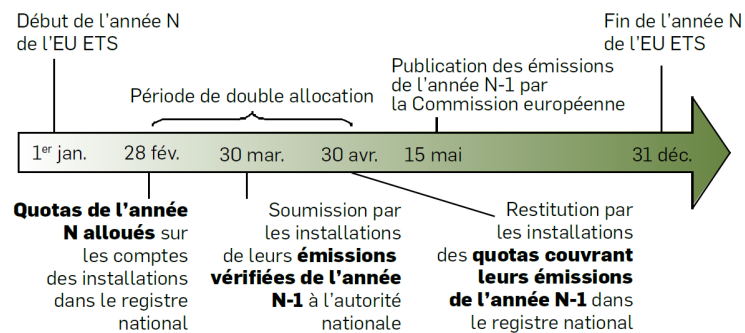 Début de l'année N
de l'EU ETS
Fin de l'année N
de l'EU ETS
Publication des émissions
de l'année N-1 par
la Commission européenne
Période de double allocation
1er jan.
28 fév.
30 mar.
30 avr.
15 mai
31 déc.
Quotas de l'année
N alloués sur
les comptes
des installations
dans le registre
national
Soumission par
les installations
de leurs émissions
vérifiées de l'année
N-1 à l'autorité
nationale
Restitution par
les installations
des quotas couvrant
leurs émissions
de l'année N-1 dans
le registre national